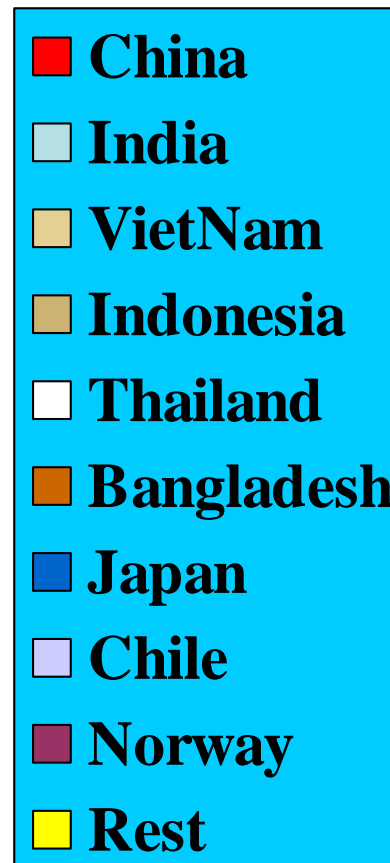 China
India
VietNam
Indonesia
Thailand
Bangladesh
Japan
Chile
Norway
Rest